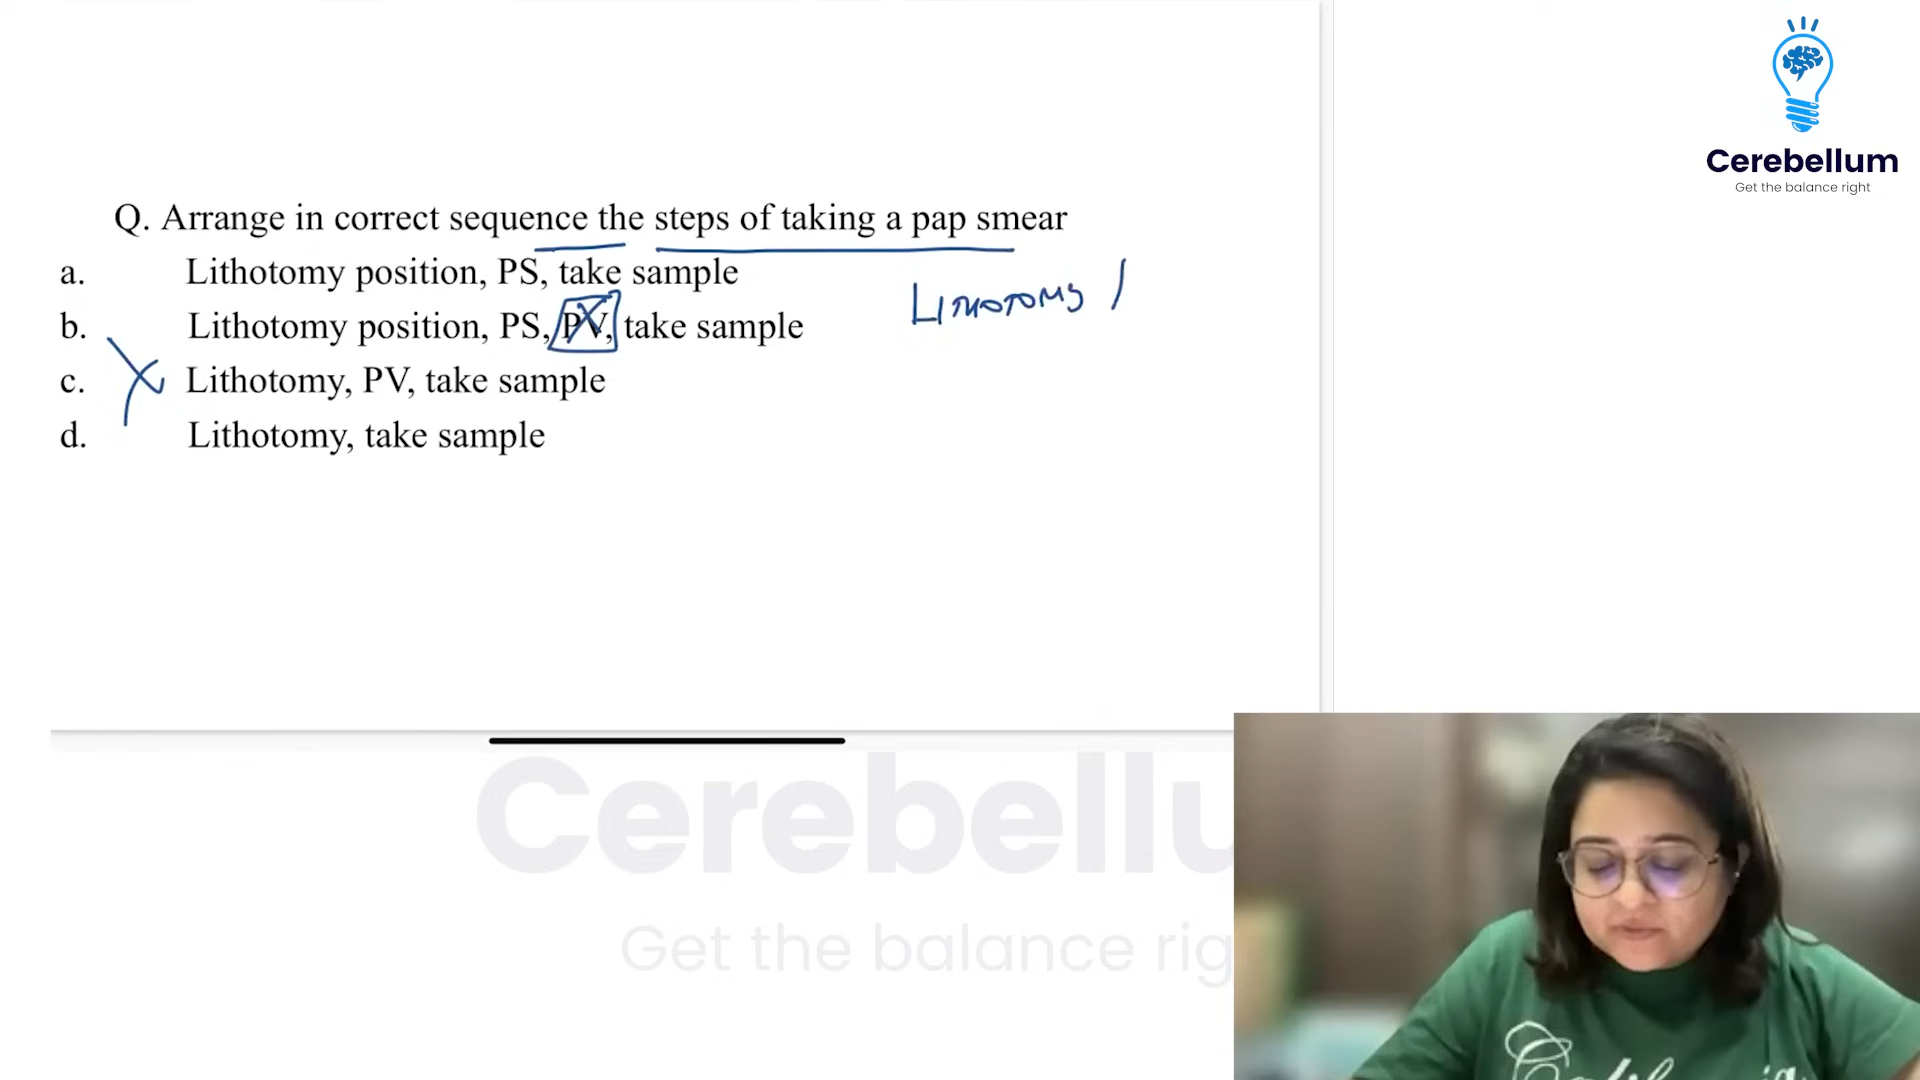 Cerebellum
Get the balance right
Q. Arrange in correct sequence the steps of taking a pap smear
a. Lithotomy position, PS, take sample
LITHOTOMY /
b. Lithotomy position, PS, PV, take sample
c. Lithotomy, PV, take sample
d. Lithotomy, take sample
Cerebellu
Get the balance rig